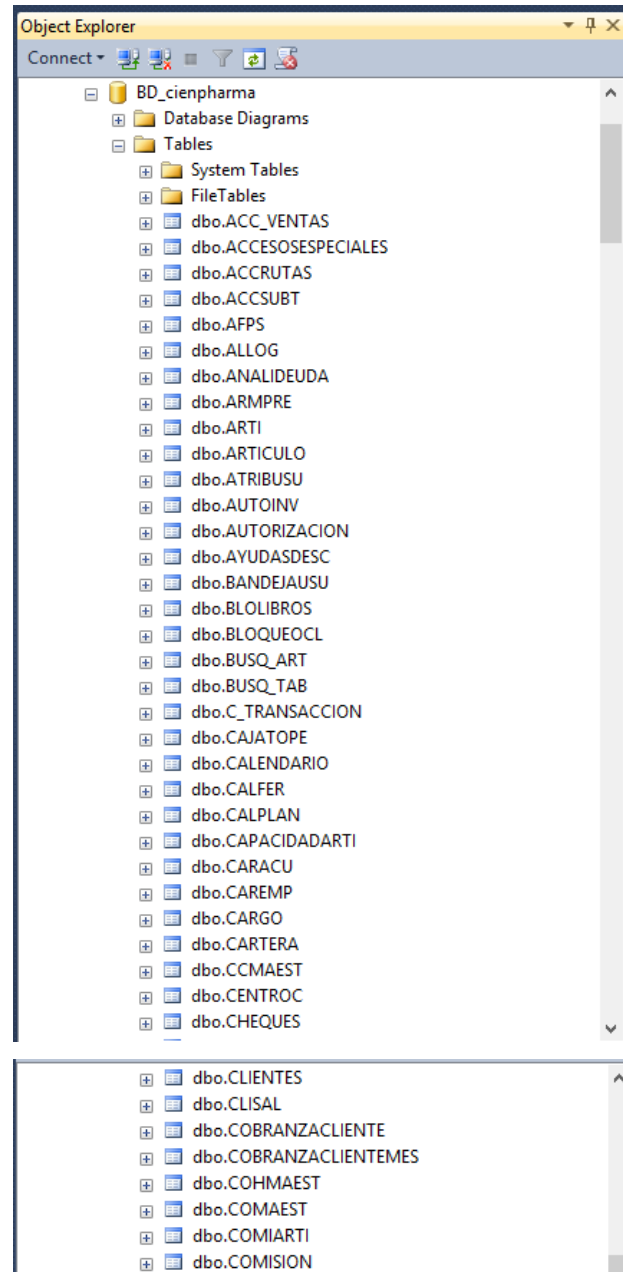 Object Explorer
Connect
BD_cienpharma
Database Diagrams
Tables
System Tables
FileTables
dbo.ACC_VENTAS
dbo.ACCESOSESPECIALES
dbo.ACCRUTAS
dbo.ACCSUBT
dbo.AFPS
dbo.ALLOG
dbo.ANALIDEUDA
dbo.ARMPRE
dbo.ARTI
dbo.ARTICULO
dbo.ATRIBUSU
dbo.AUTOINV
dbo.AUTORIZACION
dbo.AYUDASDESC
dbo.BANDEJAUSU
dbo.BLOLIBROS
dbo.BLOQUEOCL
dbo.BUSQ_ART
dbo.BUSQ_TAB
dbo.C_TRANSACCION
dbo.CAJATOPE
dbo.CALENDARIO
dbo.CALFER
dbo.CALPLAN
dbo.CAPACIDADARTI
dbo.CARACU
dbo.CAREMP
dbo.CARGO
dbo.CARTERA
dbo.CCMAEST
dbo.CENTROC
dbo.CHEQUES
dbo.CLIENTES
dbo.CLISAL
dbo.COBRANZACLIENTE
dbo.COBRANZACLIENTEMES
dbo.COHMAEST
dbo.COMAEST
dbo.COMIARTI
dbo.COMISION